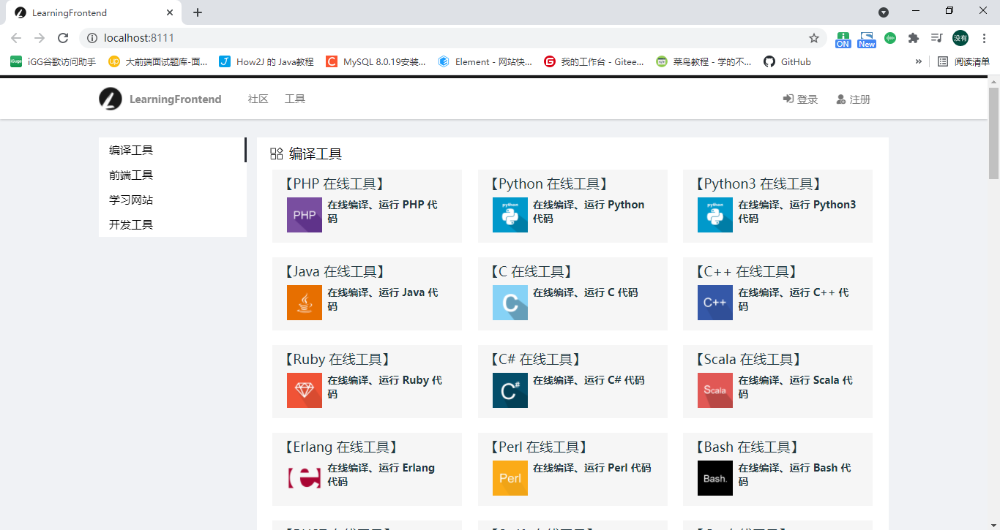 LearningFrontend
localhost:8111
ON
New
没有
iGG谷歌访问助手
up
大前端面试题库-面...
How2J 的 Java教程
C
MySQL 8.0.19安装...
Element - 网站快...
G
我的工作台 - Gitee...
菜鸟教程 - 学的不...
GitHub
»
阅读清单
LearningFrontend
社区
工具
登录
注册
编译工具
前端工具
学习网站
开发工具
编译工具
【PHP 在线工具】
PHP
在线编译、运行 PHP 代
码
【Python 在线工具】
python
在线编译、运行 Python
代码
【Python3 在线工具】
python
在线编译、运行 Python3
代码
【Java 在线工具】
在线编译、运行 Java 代
码
【C 在线工具】
C
在线编译、运行 C 代码
【C++ 在线工具】
C++
在线编译、运行 C++ 代
码
【Ruby 在线工具】
在线编译、运行 Ruby 代
码
【C# 在线工具】
C#
在线编译、运行 C# 代码
【Scala 在线工具】
Scala
在线编译、运行 Scala 代
码
【Erlang 在线工具】
e
在线编译、运行 Erlang
代码
【Perl 在线工具】
Perl
在线编译、运行 Perl 代码
【Bash 在线工具】
Bash.
在线编译、运行 Bash 代
码